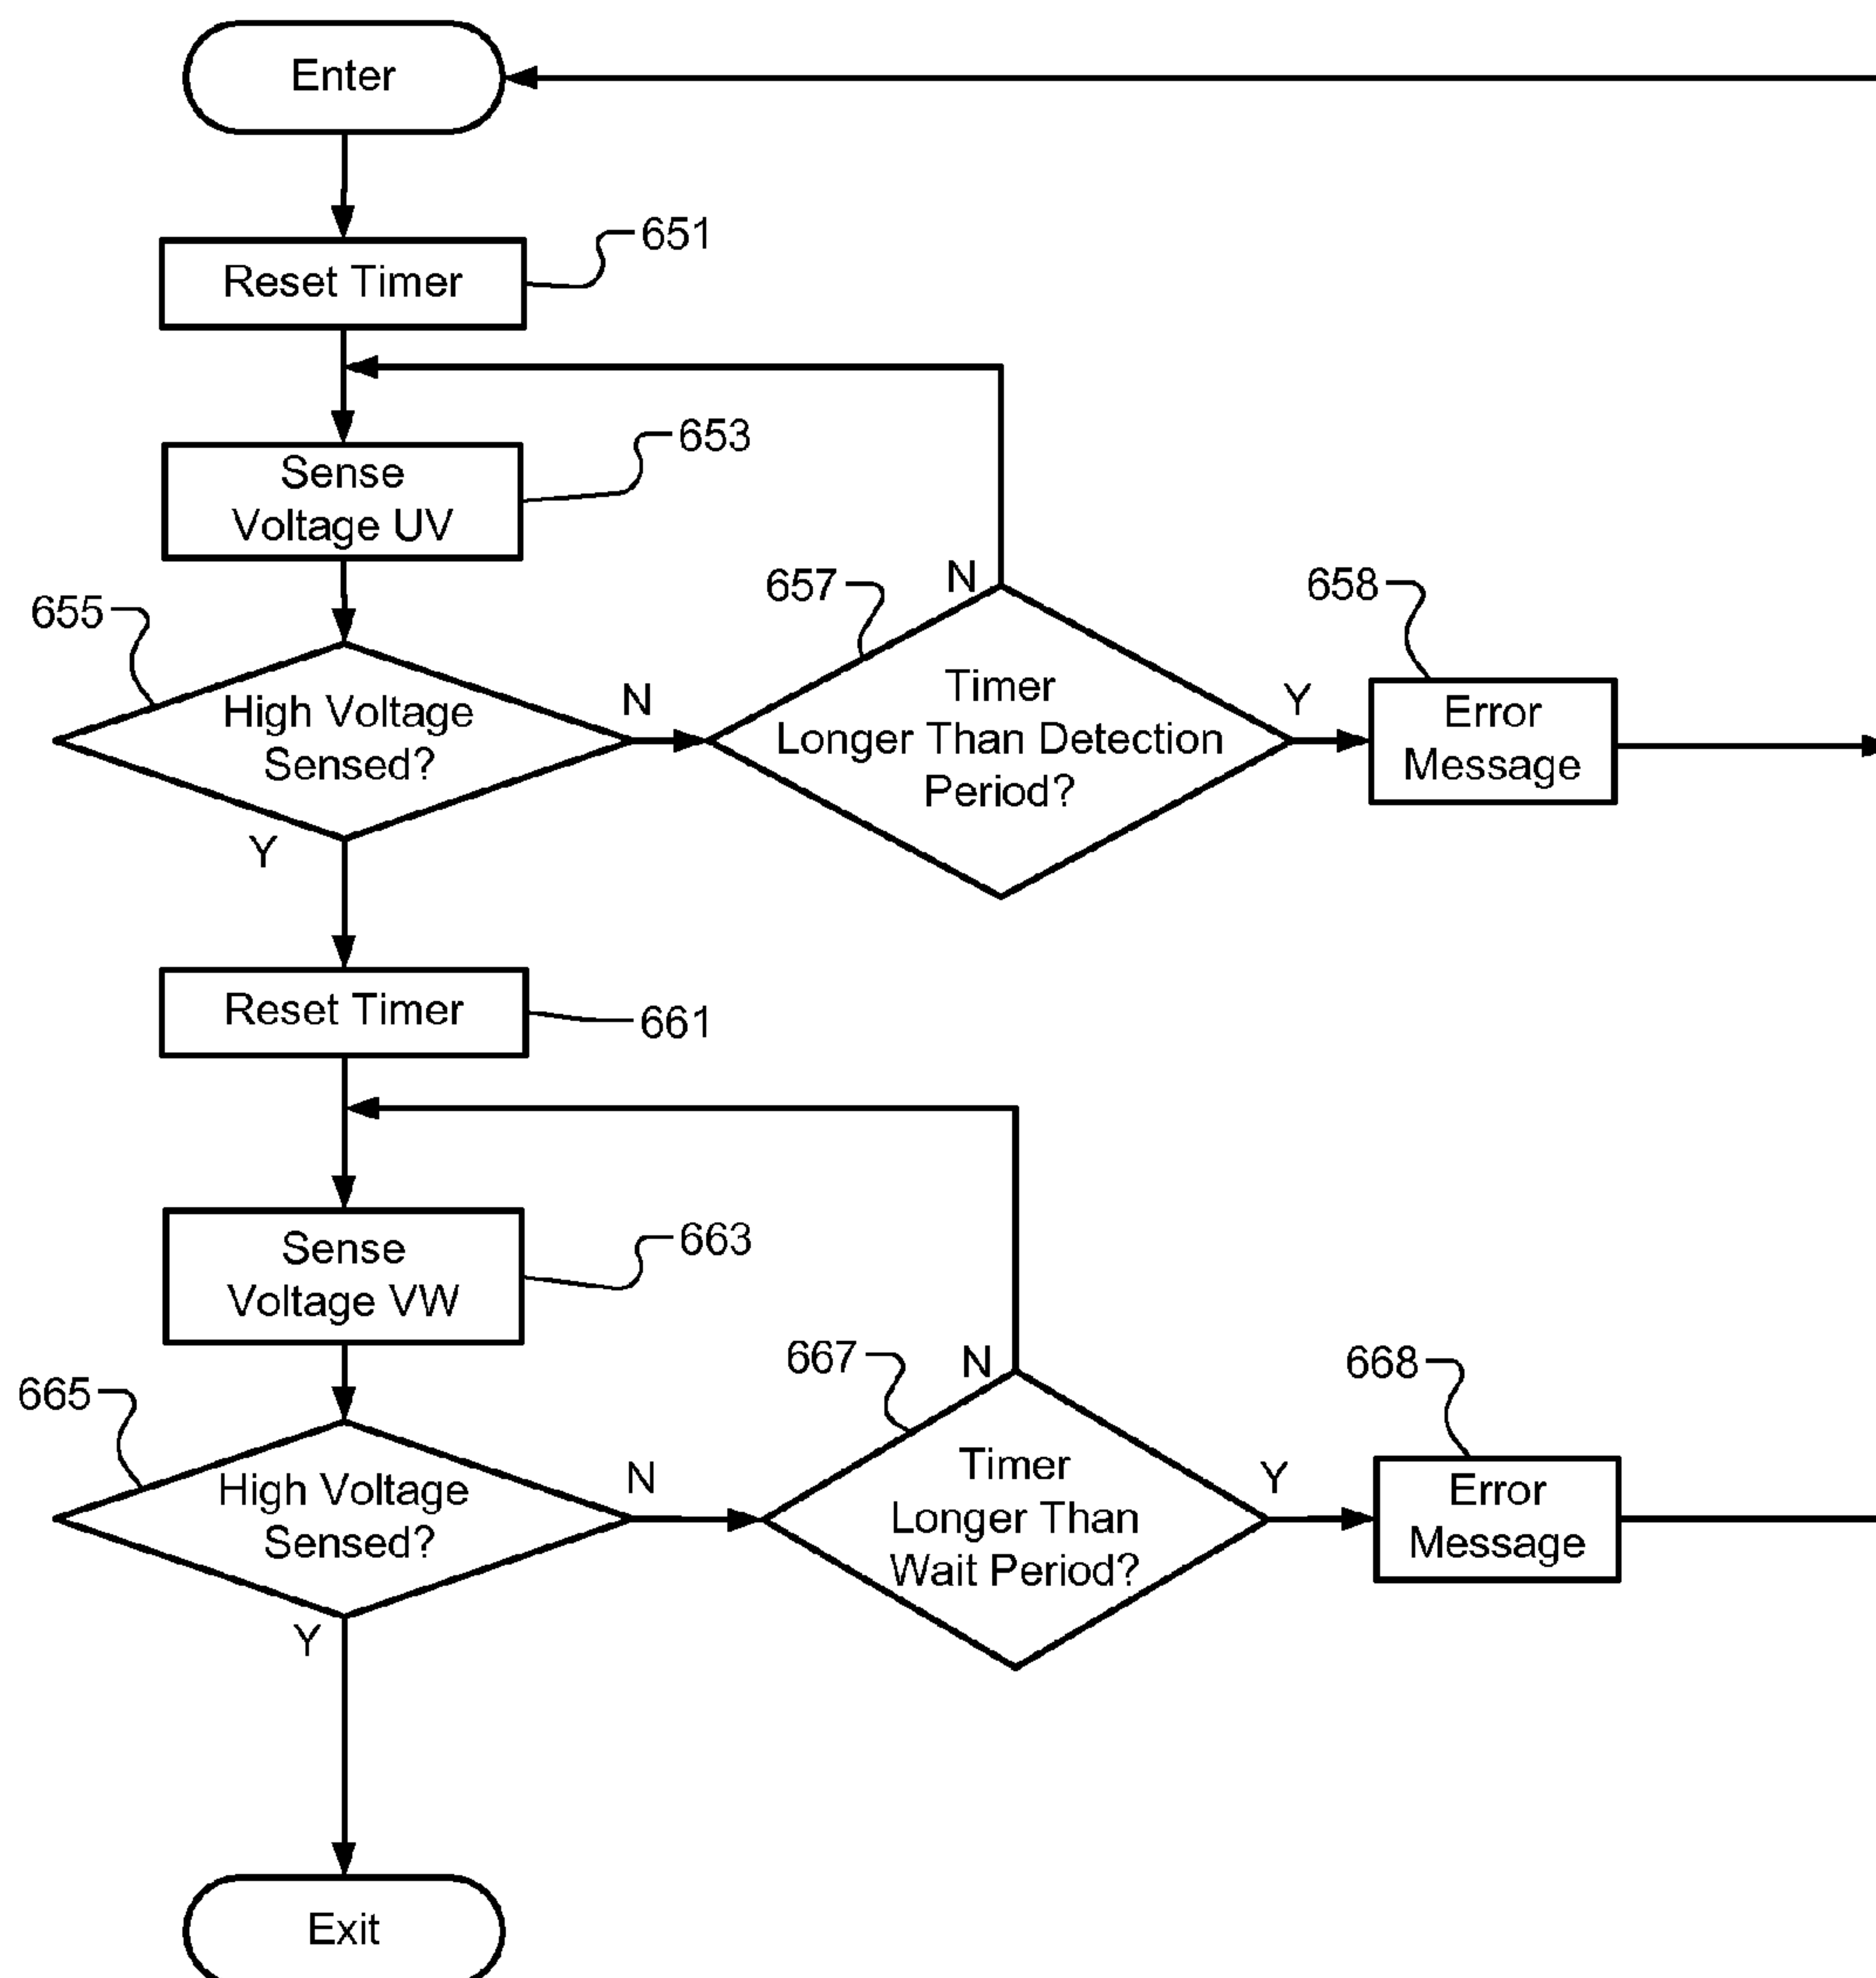 Enter
651
Reset Timer
653
Sense
Voltage UV
655
High Voltage
Sensed?
N
Y
657
N
Timer
Longer Than Detection
Period?
Y
658
Error
Message
Reset Timer
661
Sense
Voltage VW
663
665
High Voltage
Sensed?
N
Y
667
N
Timer
Longer Than
Wait Period?
Y
668
Error
Message
Exit